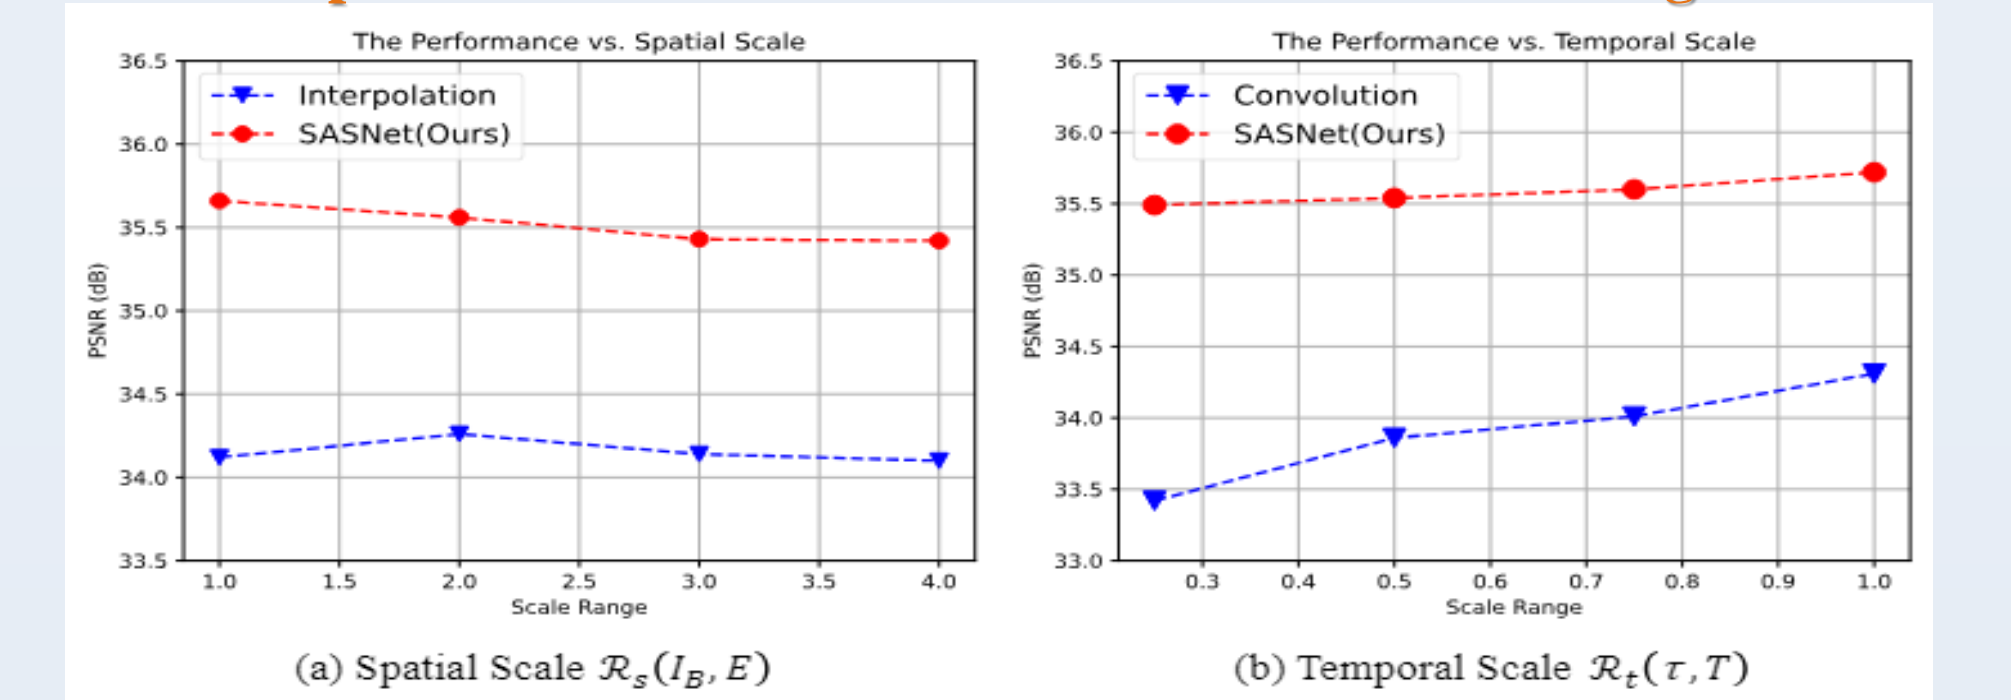 The Performance vs. Spatial Scale
36.5
36.0
35.5
35.0
34.5
34.0
33.5
PSNR (dB)
Interpolation
SASNet(Ours)
1.0 1.5 2.0 2.5 3.0 3.5 4.0
Scale Range
(a) Spatial Scale ℛₛ(I_B, E)
The Performance vs. Temporal Scale
36.5
36.0
35.5
35.0
34.5
34.0
33.5
33.0
PSNR (dB)
Convolution
SASNet(Ours)
0.3 0.4 0.5 0.6 0.7 0.8 0.9 1.0
Scale Range
(b) Temporal Scale ℛₜ(τ, T)